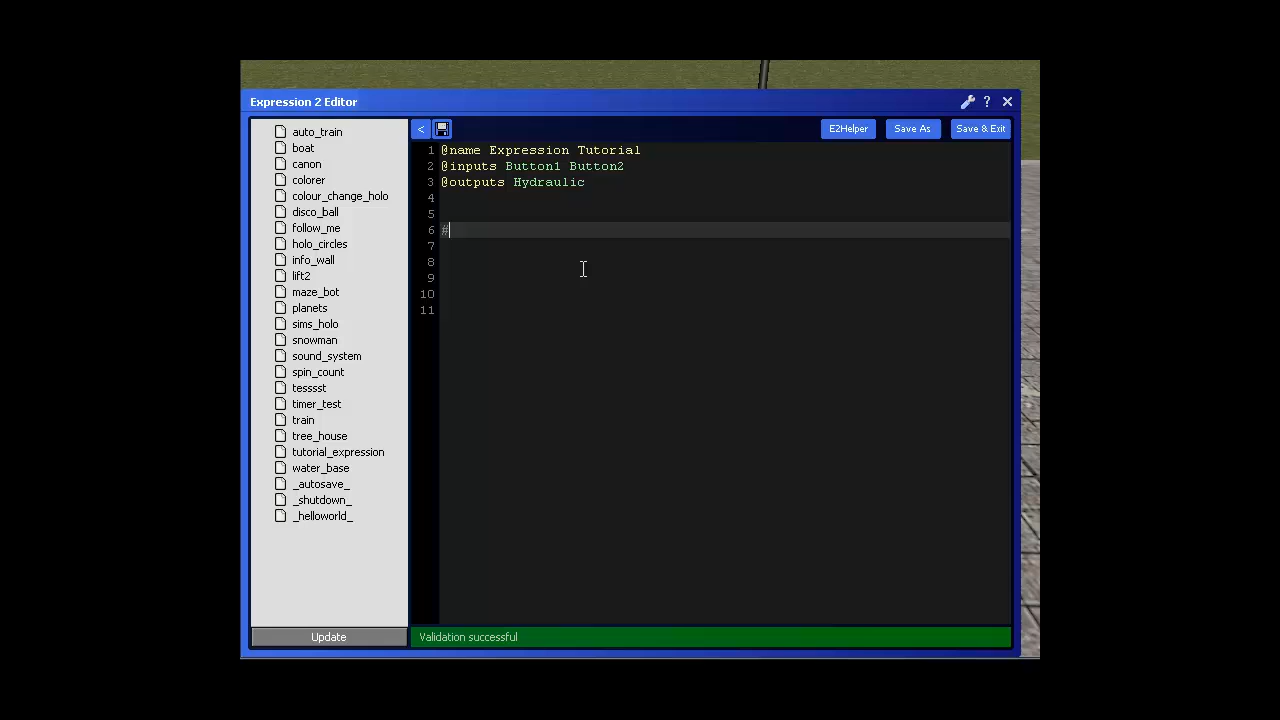 Expression 2 Editor
?
auto_train
boat
canon
colorer
colour_change_holo
disco_ball
follow_me
holo_circles
info_wall
lift2
maze_bot
planets
sims_holo
snowman
sound_system
spin_count
tesssst
timer_test
train
tree_house
tutorial_expression
water_base
_autosave_
_shutdown_
_helloworld_
Update
<
E2Helper
Save As
Save & Exit
1 @name Expression Tutorial
2 @inputs Button1 Button2
3 @outputs Hydraulic
4
5
6 #
7
8
9
10
11
Validation successful